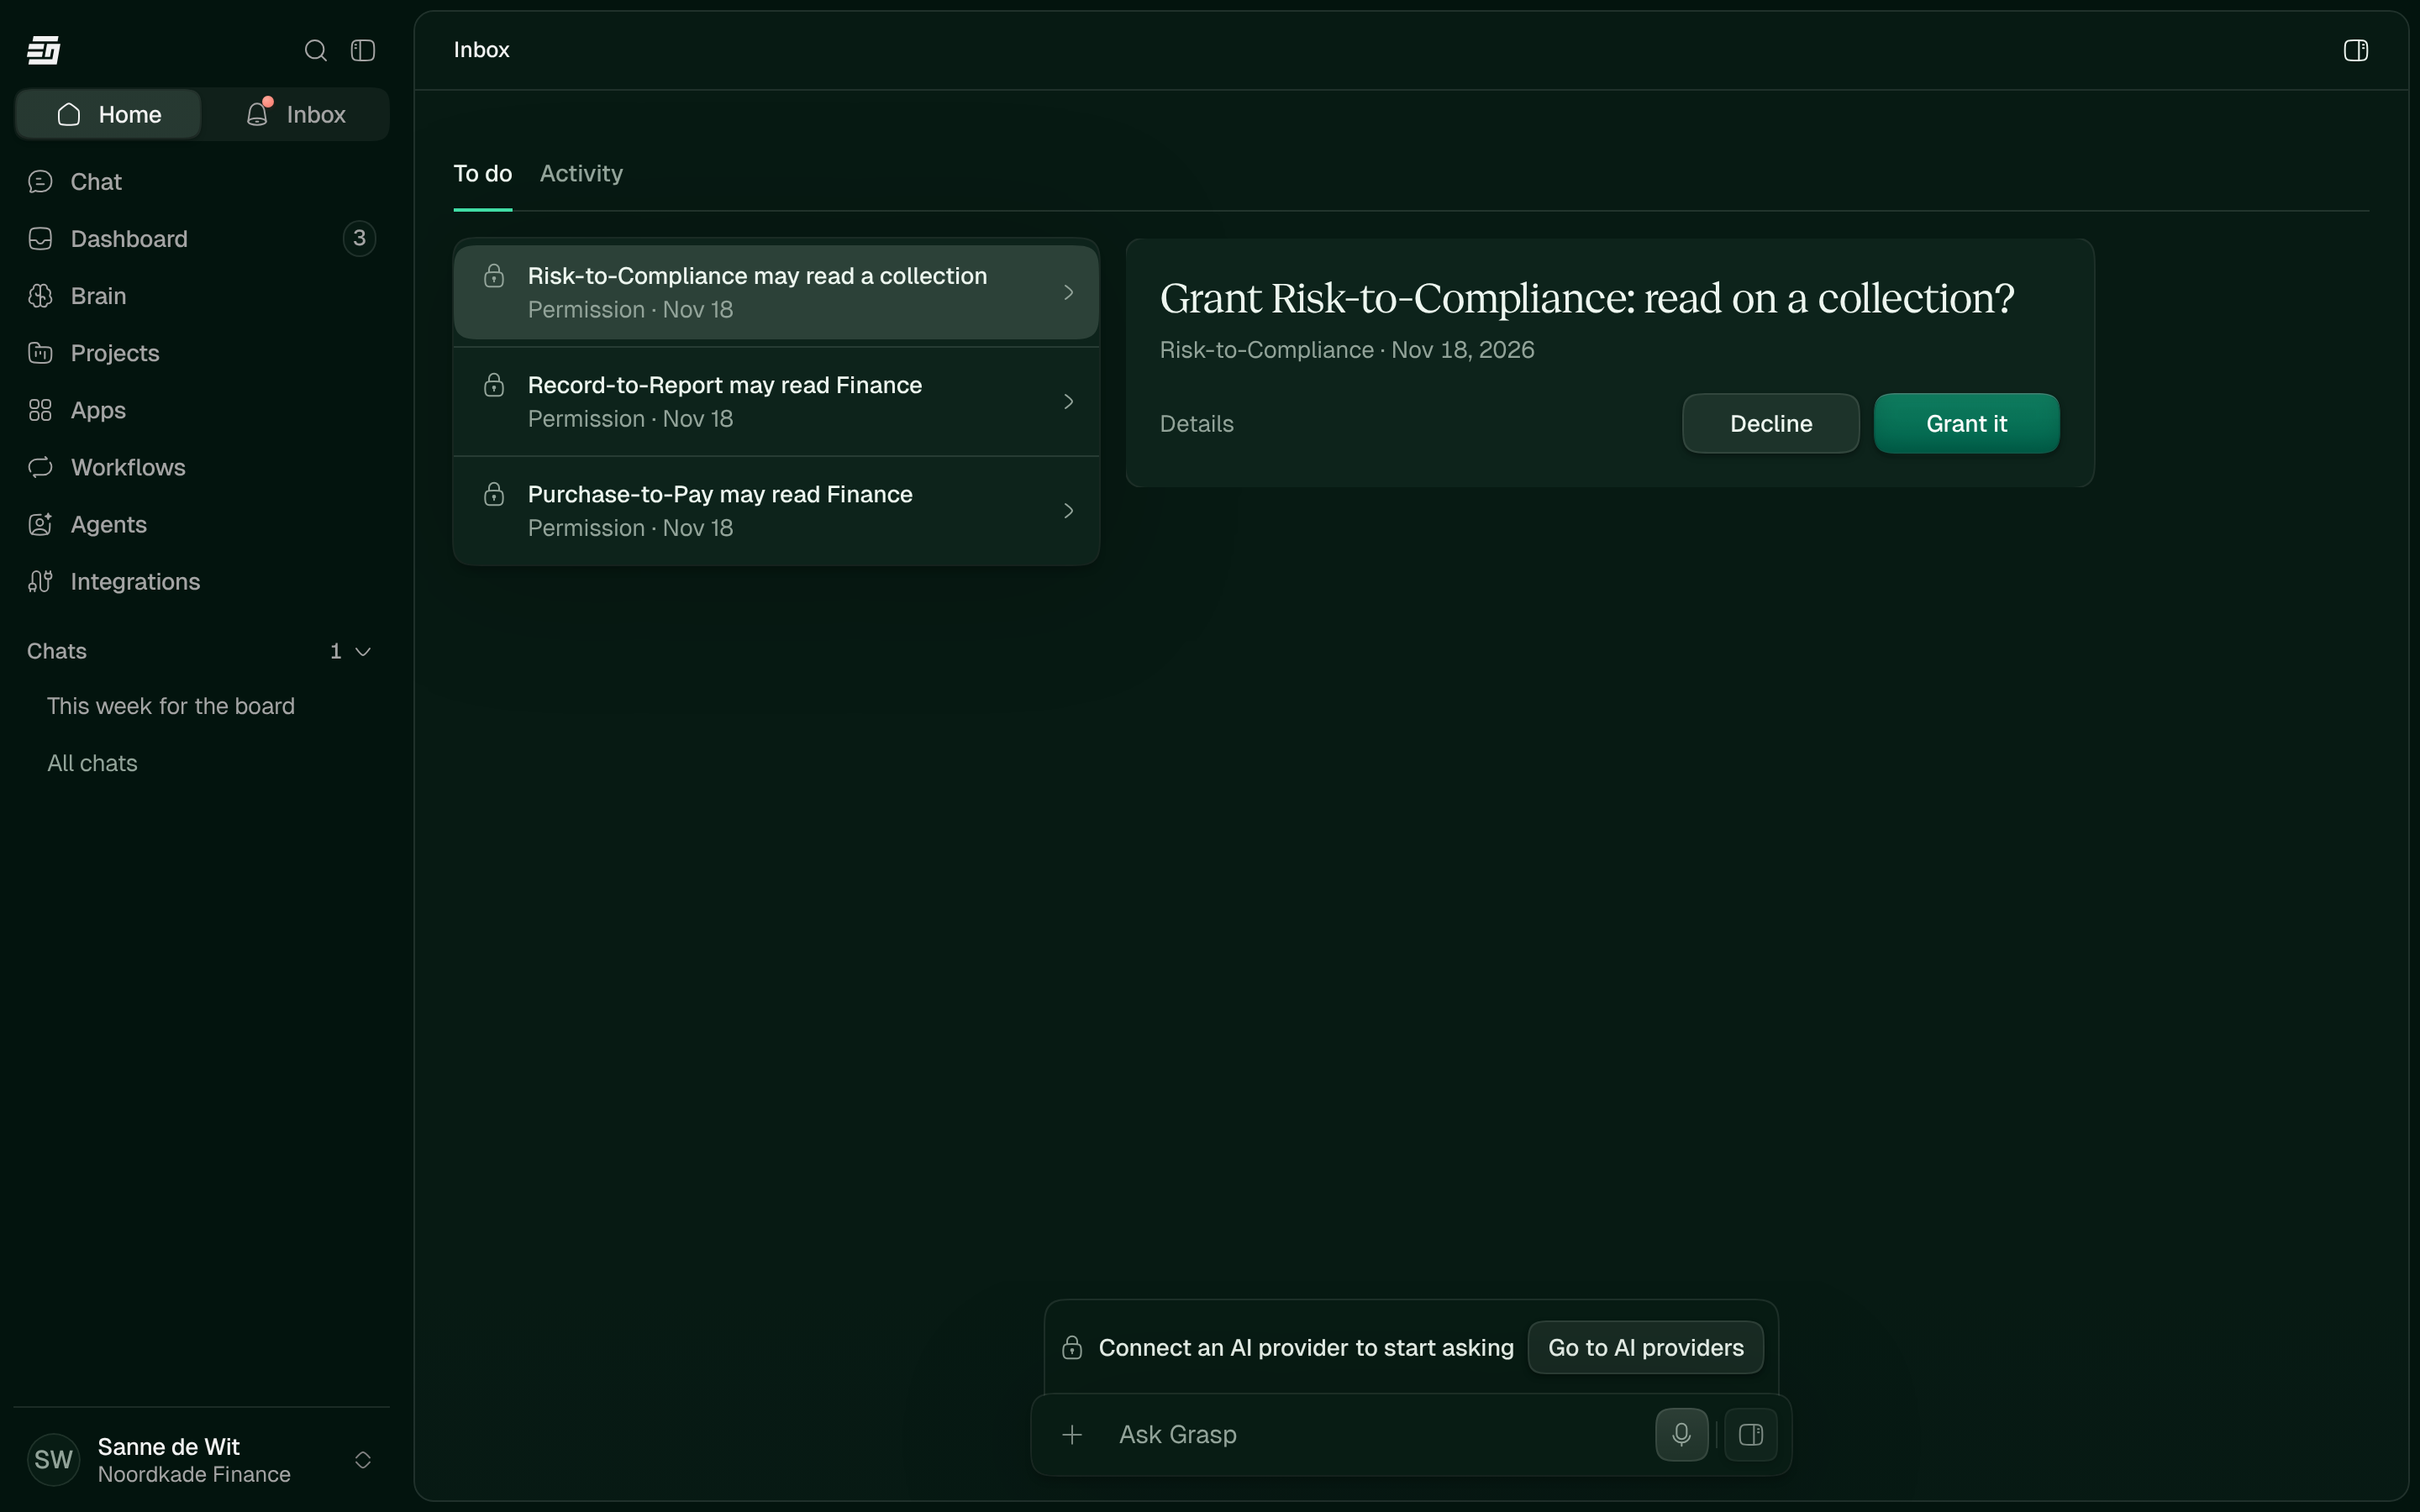 Home
Inbox
Chat
Dashboard
3
Brain
Projects
Apps
Workflows
Agents
Integrations
Chats
1
This week for the board
All chats
SW
Sanne de Wit
Noordkade Finance
Inbox
To do
Activity
Risk-to-Compliance may read a collection
Permission · Nov 18
Record-to-Report may read Finance
Permission · Nov 18
Purchase-to-Pay may read Finance
Permission · Nov 18
Grant Risk-to-Compliance: read on a collection?
Risk-to-Compliance · Nov 18, 2026
Details
Decline
Grant it
Connect an AI provider to start asking
Go to AI providers
Ask Grasp